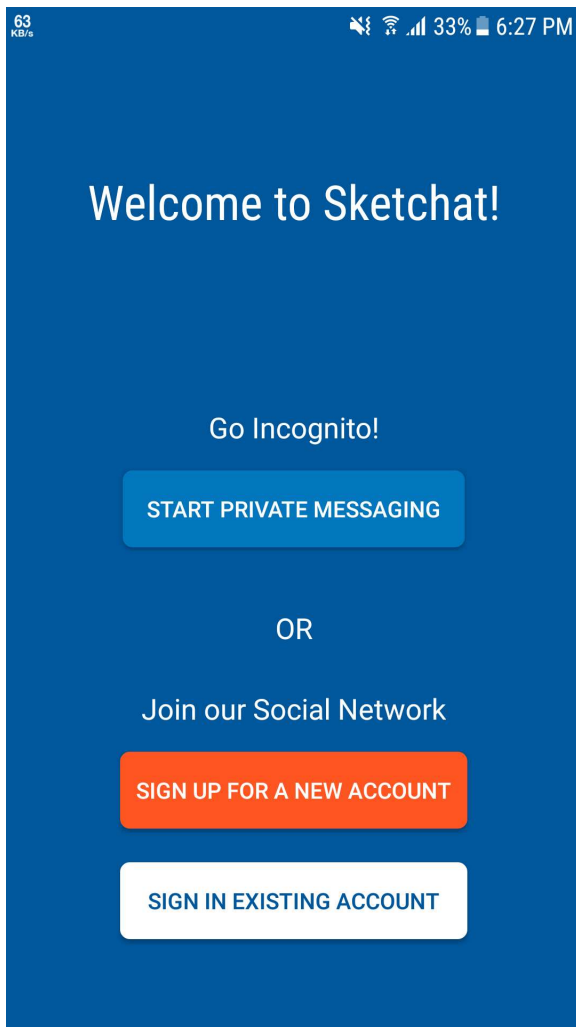 63
KB/s
33% 6:27 PM
Welcome to Sketchat!
Go Incognito!
START PRIVATE MESSAGING
OR
Join our Social Network
SIGN UP FOR A NEW ACCOUNT
SIGN IN EXISTING ACCOUNT